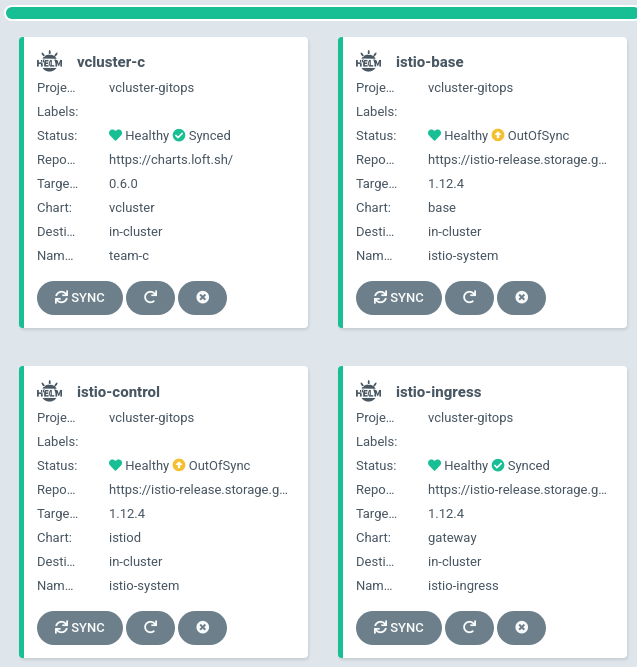 HELM vcluster-c
Proje... vcluster-gitops
Labels:
Status: Healthy Synced
Repo... https://charts.loft.sh/
Targe... 0.6.0
Chart: vcluster
Desti... in-cluster
Nam... team-c
SYNC
HELM istio-base
Proje... vcluster-gitops
Labels:
Status: Healthy OutOfSync
Repo... https://istio-release.storage.g...
Targe... 1.12.4
Chart: base
Desti... in-cluster
Nam... istio-system
SYNC
HELM istio-control
Proje... vcluster-gitops
Labels:
Status: Healthy OutOfSync
Repo... https://istio-release.storage.g...
Targe... 1.12.4
Chart: istiod
Desti... in-cluster
Nam... istio-system
SYNC
HELM istio-ingress
Proje... vcluster-gitops
Labels:
Status: Healthy Synced
Repo... https://istio-release.storage.g...
Targe... 1.12.4
Chart: gateway
Desti... in-cluster
Nam... istio-ingress
SYNC